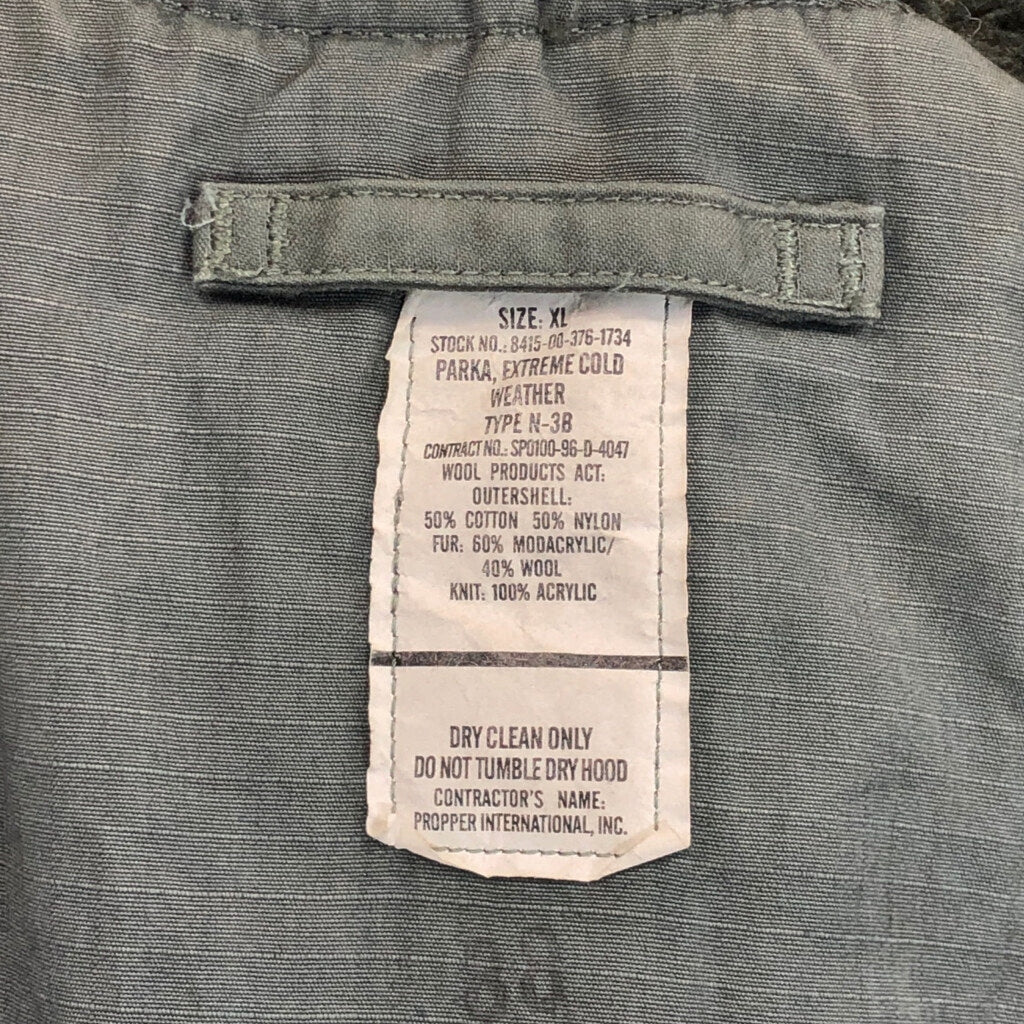 SIZE: XL
STOCK NO.: 8415-00-376-1734
PARKA, EXTREME COLD
WEATHER
TYPE N-3B
CONTRACT NO.: SP0100-96-D-4047
WOOL PRODUCTS ACT:
OUTERSHELL:
50% COTTON 50% NYLON
FUR: 60% MODACRYLIC/
40% WOOL
KNIT: 100% ACRYLIC
DRY CLEAN ONLY
DO NOT TUMBLE DRY HOOD
CONTRACTOR'S NAME:
PROPPER INTERNATIONAL, INC.